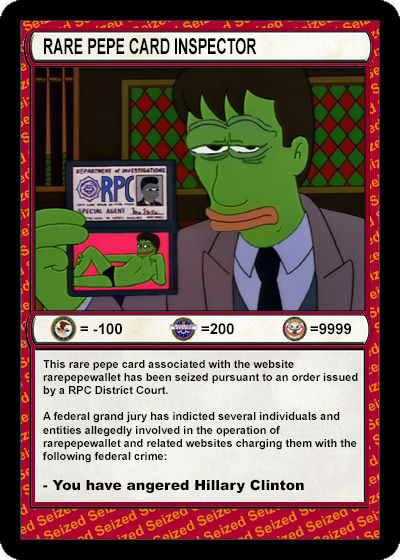 RARE PEPE CARD INSPECTOR
DEPARTMENT of INVESTIGATIONS
RPC
SPECIAL AGENT
= -100
=200
=9999
This rare pepe card associated with the website
rarepepewallet has been seized pursuant to an order issued
by a RPC District Court.
A federal grand jury has indicted several individuals and
entities allegedly involved in the operation of
rarepepewallet and related websites charging them with the
following federal crime:
- You have angered Hillary Clinton
Seized Seized Seized Seized Seized Seized